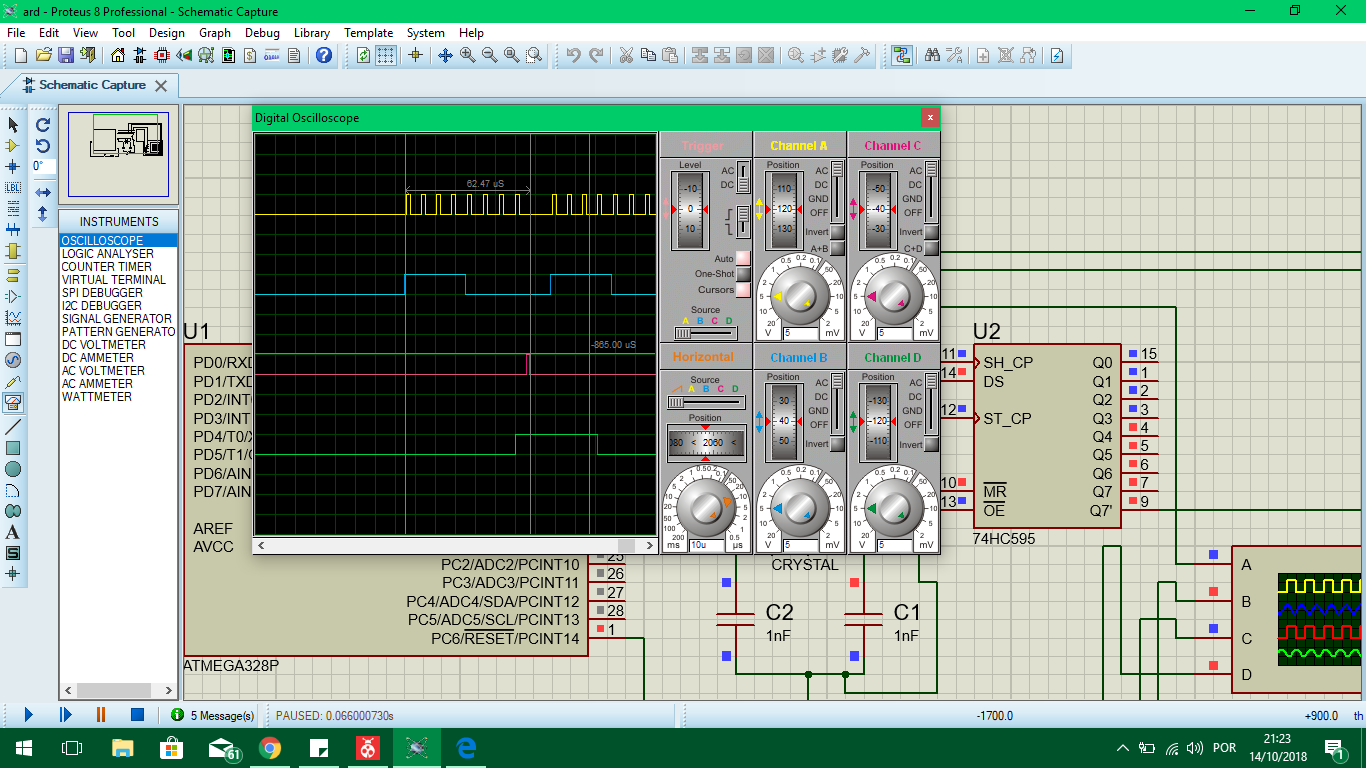 ard - Proteus 8 Professional - Schematic Capture
File Edit View Tool Design Graph Debug Library Template System Help
Schematic Capture
0°
INSTRUMENTS
OSCILLOSCOPE
LOGIC ANALYSER
COUNTER TIMER
VIRTUAL TERMINAL
SPI DEBUGGER
I2C DEBUGGER
SIGNAL GENERATOR
PATTERN GENERATO
DC VOLTMETER
DC AMMETER
AC VOLTMETER
AC AMMETER
WATTMETER
Digital Oscilloscope
62.47 uS
-865.00 uS
Trigger
Level
-10
0
10
AC
DC
Auto
One-Shot
Cursors
Source
A B C D
Channel A
Position
110
120
130
AC
DC
GND
OFF
Invert
A+B
V 5 mV
Channel C
Position
-50
-40
-30
AC
DC
GND
OFF
Invert
C+D
V 5 mV
Horizontal
Source
A B C D
Position
080 < 2060 <
ms 10u µs
Channel B
Position
30
40
50
AC
DC
GND
OFF
Invert
V 5 mV
Channel D
Position
-130
-120
-110
AC
DC
GND
OFF
Invert
V 5 mV
U1
PD0/RXD
PD1/TXD
PD2/INT0
PD3/INT
PD4/T0/X
PD5/T1/O
PD6/AIN
PD7/AIN
AREF
AVCC
PC2/ADC2/PCINT10
PC3/ADC3/PCINT11
PC4/ADC4/SDA/PCINT12
PC5/ADC5/SCL/PCINT13
PC6/RESET/PCINT14
25
26
27
28
1
ATMEGA328P
CRYSTAL
C2
1nF
C1
1nF
U2
11 SH_CP
14 DS
12 ST_CP
10 MR
13 OE
Q0 15
Q1 1
Q2 2
Q3 3
Q4 4
Q5 5
Q6 6
Q7 7
Q7' 9
74HC595
A
B
C
D
5 Message(s)
PAUSED: 0.066000730s
-1700.0
+900.0
th
61
POR
21:23
14/10/2018
1